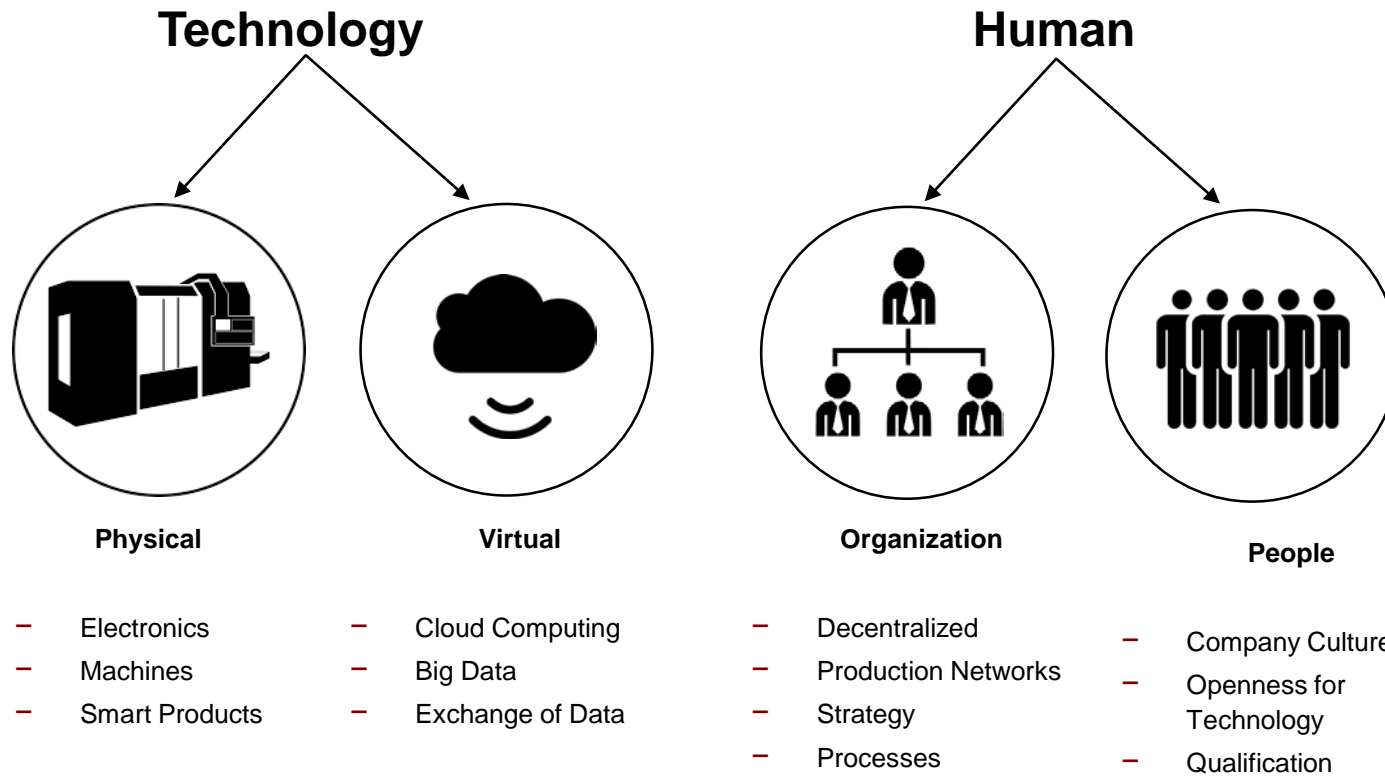 Technology
Human
Physical
Virtual
Organization
People
– Electronics
– Machines
– Smart Products
– Cloud Computing
– Big Data
– Exchange of Data
– Decentralized
– Production Networks
– Strategy
– Processes
– Company Culture
– Openness for
Technology
– Qualification